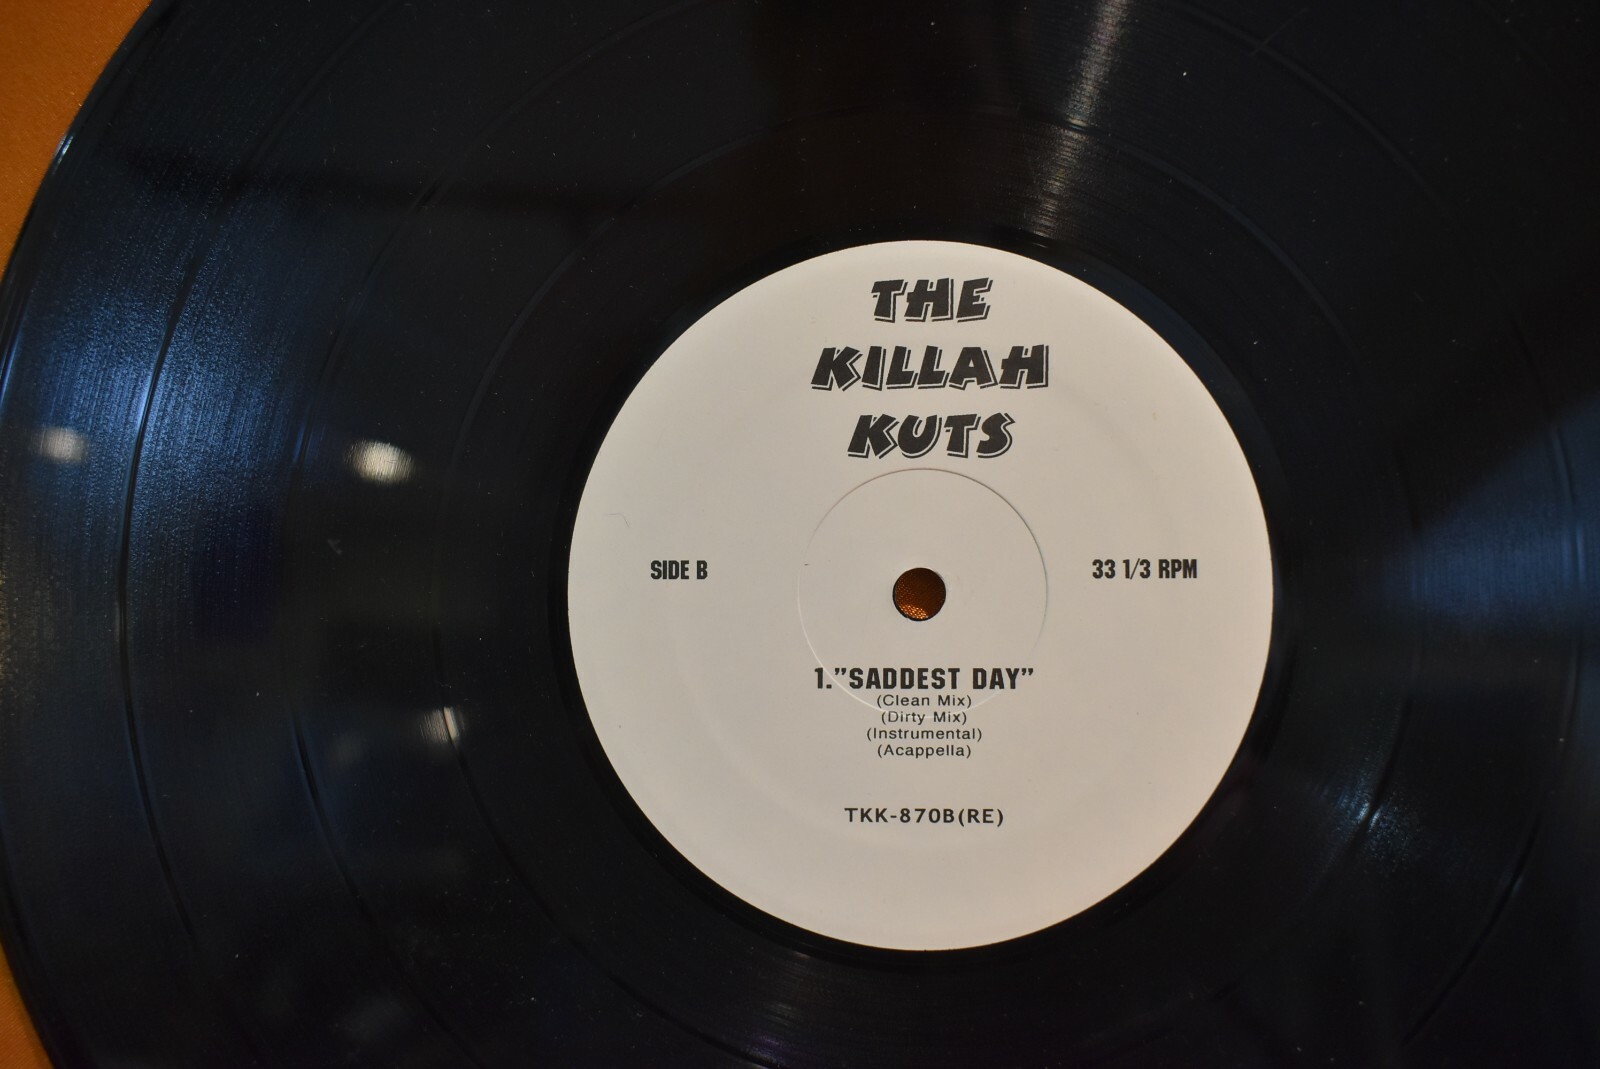 THE
KILLAH
KUTS
SIDE B
33 1/3 RPM
1."SADDEST DAY"
(Clean Mix)
(Dirty Mix)
(Instrumental)
(Acappella)
TKK-870B(RE)